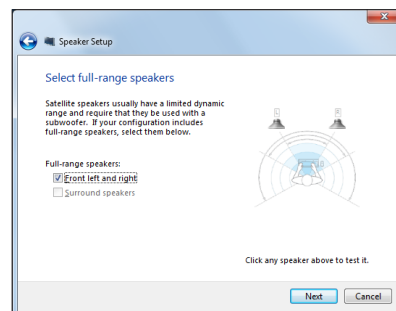 Speaker Setup
Select full-range speakers
Satellite speakers usually have a limited dynamic
range and require that they be used with a
subwoofer. If your configuration includes
full-range speakers, select them below.
L R
Full-range speakers:
Front left and right
Surround speakers
Click any speaker above to test it.
Next Cancel